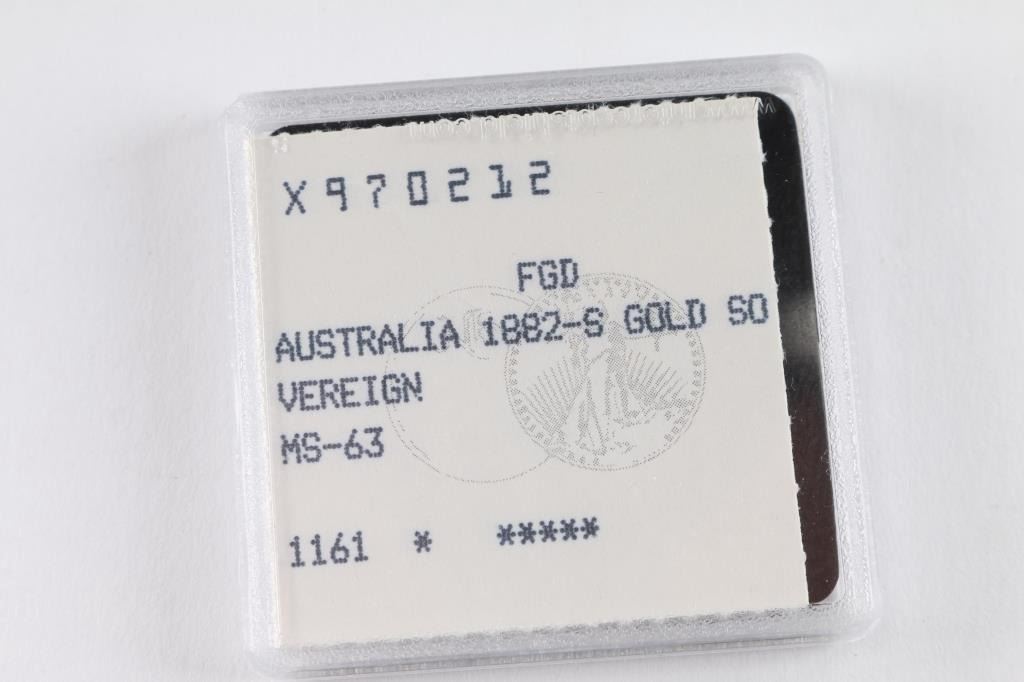 X970212
FGD
AUSTRALIA 1882-S GOLD SO
VEREIGN
MS-63
1161 * *****